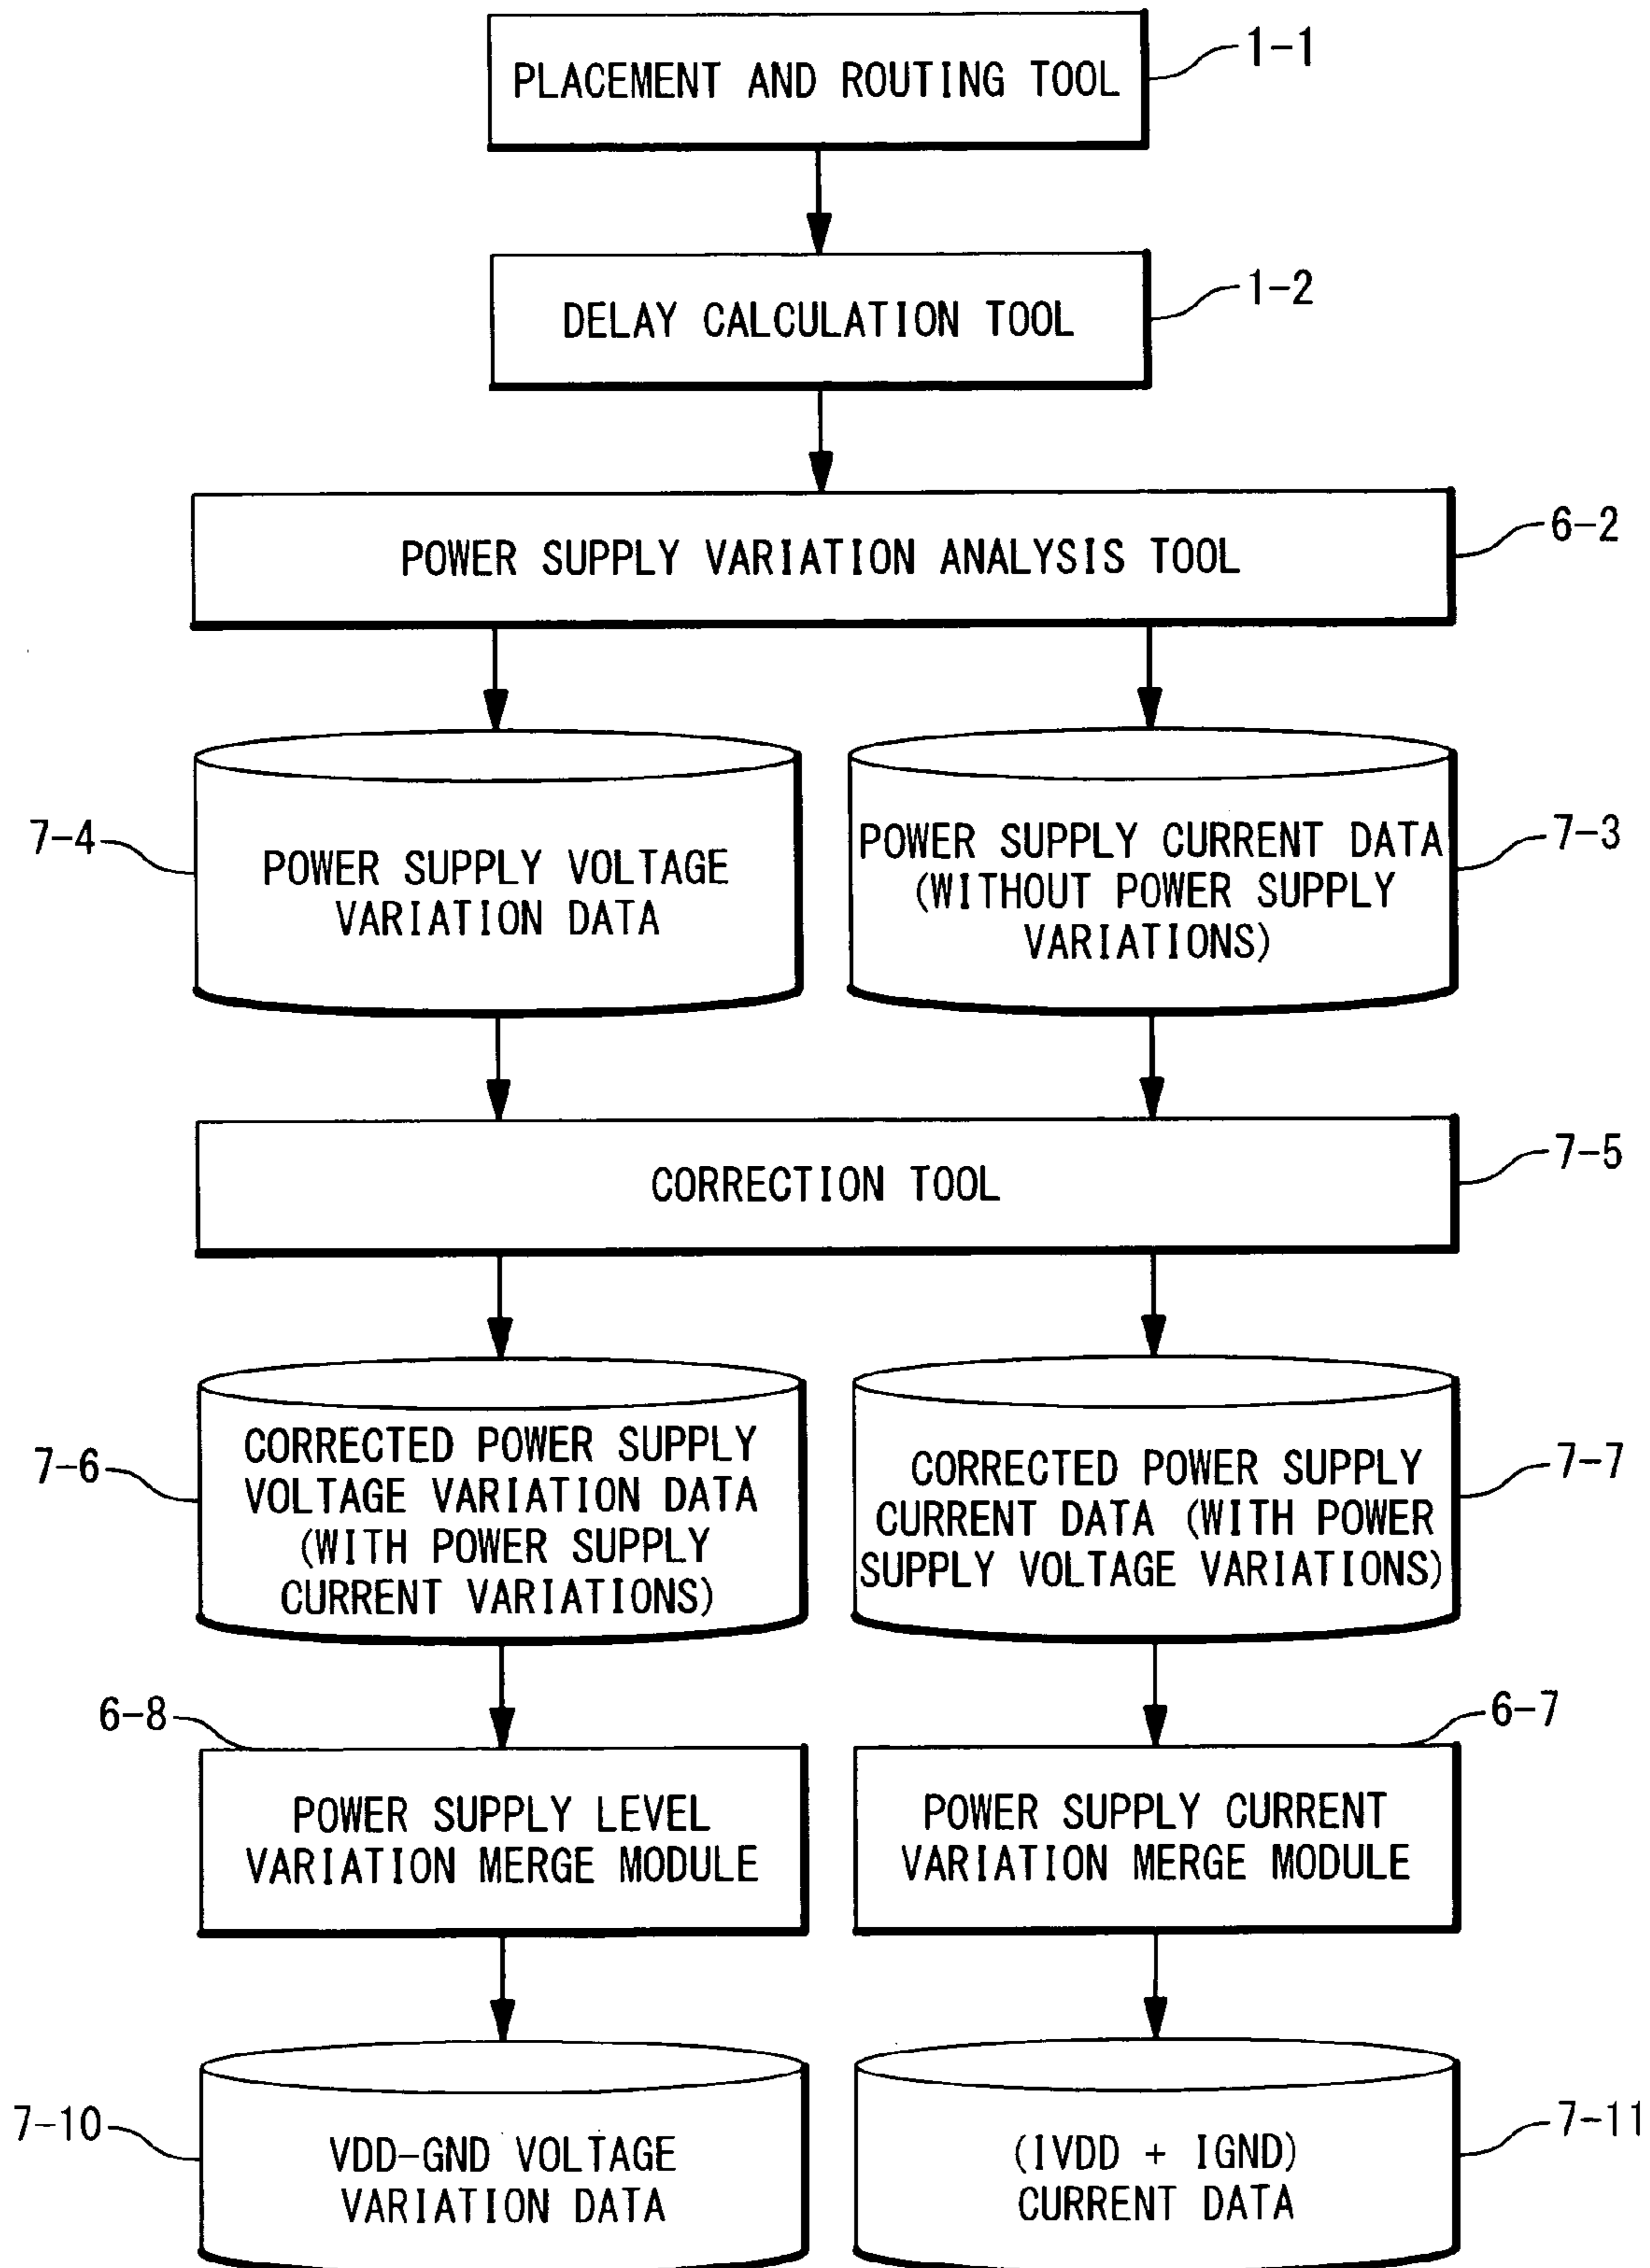 PLACEMENT AND ROUTING TOOL
1-1
DELAY CALCULATION TOOL
1-2
POWER SUPPLY VARIATION ANALYSIS TOOL
6-2
7-4
POWER SUPPLY VOLTAGE
VARIATION DATA
POWER SUPPLY CURRENT DATA
(WITHOUT POWER SUPPLY
VARIATIONS)
7-3
CORRECTION TOOL
7-5
7-6
CORRECTED POWER SUPPLY
VOLTAGE VARIATION DATA
(WITH POWER SUPPLY
CURRENT VARIATIONS)
CORRECTED POWER SUPPLY
CURRENT DATA (WITH POWER
SUPPLY VOLTAGE VARIATIONS)
7-7
6-8
POWER SUPPLY LEVEL
VARIATION MERGE MODULE
6-7
POWER SUPPLY CURRENT
VARIATION MERGE MODULE
7-10
VDD-GND VOLTAGE
VARIATION DATA
(IVDD + IGND)
CURRENT DATA
7-11